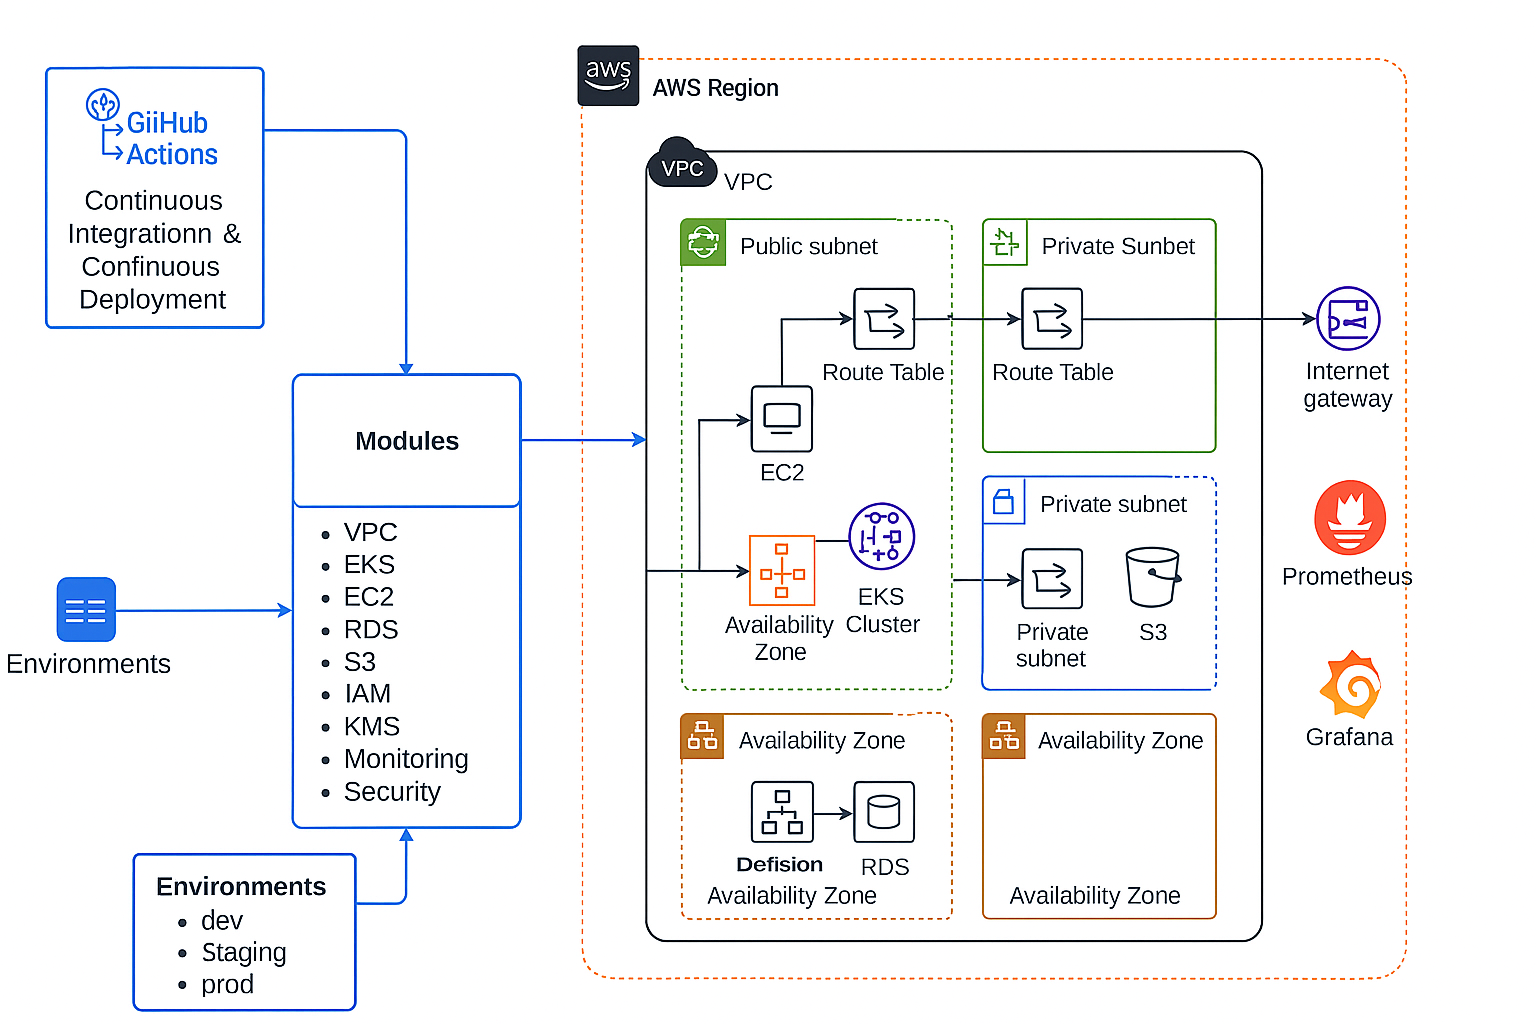 GiiHub
Actions
Continuous
Integrationn &
Confinuous
Deployment
Modules
• VPC
• EKS
• EC2
• RDS
• S3
• IAM
• KMS
• Monitoring
• Security
Environments
Environments
• dev
• Staging
• prod
aws
AWS Region
VPC
VPC
Public subnet
Route Table
EC2
Availability
Zone
EKS
Cluster
Private Sunbet
Route Table
Private subnet
Private
subnet
S3
Availability Zone
Defision
RDS
Availability Zone
Availability Zone
Availability Zone
Internet
gateway
Prometheus
Grafana